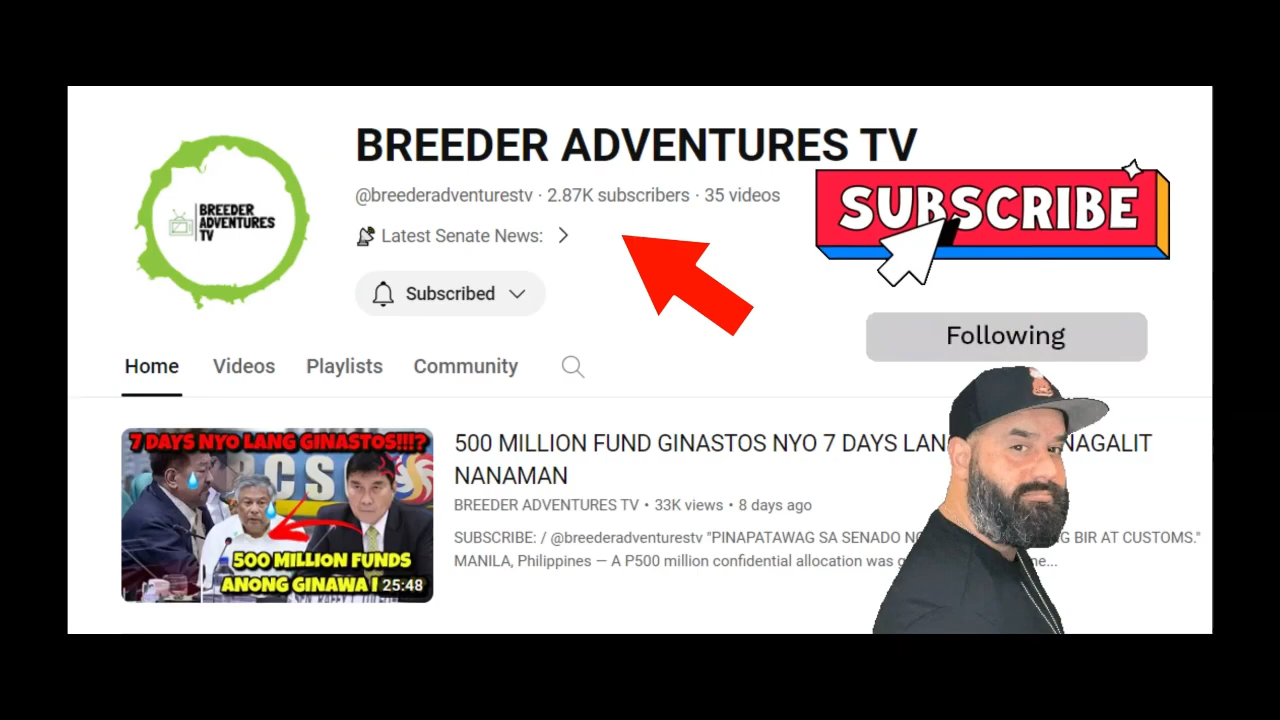 BREEDER ADVENTURES TV
@breederadventurestv · 2.87K subscribers · 35 videos
Latest Senate News:
Subscribed
BREEDER
ADVENTURES
TV
SUBSCRIBE
Following
Home Videos Playlists Community
7 DAYS NYO LANG GINASTOS!!!?
CS
500 MILLION FUNDS
ANONG GINAWA
25:48
500 MILLION FUND GINASTOS NYO 7 DAYS NAGALIT
NANAMAN
BREEDER ADVENTURES TV • 33K views • 8 days ago
SUBSCRIBE: / @breederadventurestv "PINAPATAWAG SA SENADO BIR AT CUSTOMS."
MANILA, Philippines — A P500 million confidential allocation was